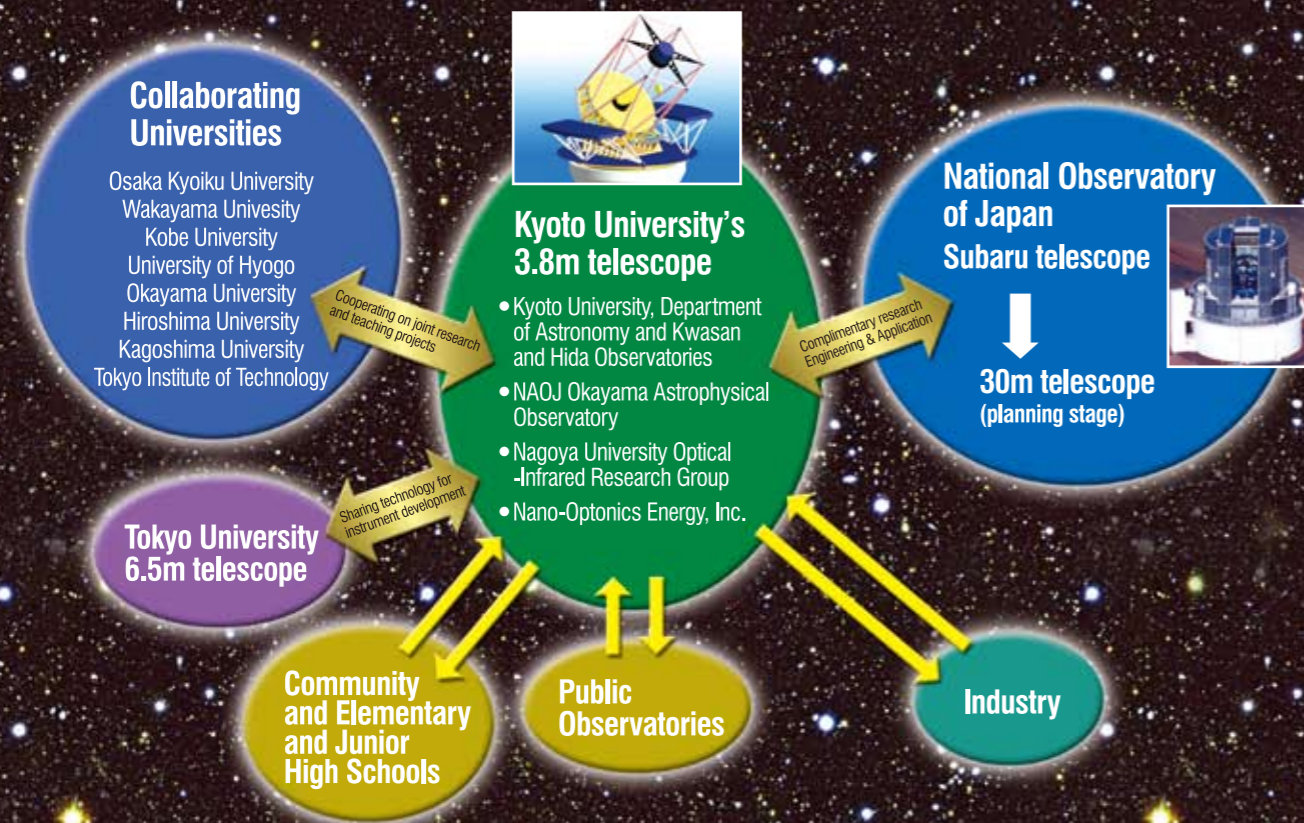 Collaborating
Universities
Osaka Kyoiku University
Wakayama Univesity
Kobe University
University of Hyogo
Okayama University
Hiroshima University
Kagoshima University
Tokyo Institute of Technology
Cooperating on joint research
and teaching projects
Kyoto University's
3.8m telescope
•Kyoto University, Department
of Astronomy and Kwasan
and Hida Observatories
•NAOJ Okayama Astrophysical
Observatory
•Nagoya University Optical
-Infrared Research Group
•Nano-Optonics Energy, Inc.
Complimentary research
Engineering & Application
National Observatory
of Japan
Subaru telescope
30m telescope
(planning stage)
Sharing technology for
instrument development
Tokyo University
6.5m telescope
Community
and Elementary
and Junior
High Schools
Public
Observatories
Industry